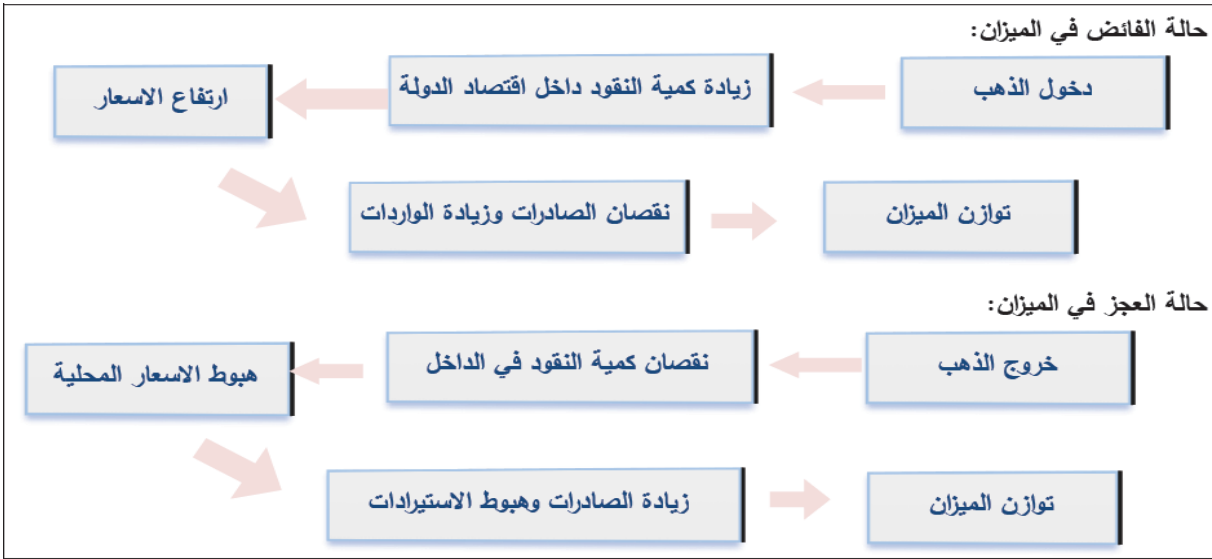 حالة الفائض في الميزان:
دخول الذهب
زيادة كمية النقود داخل اقتصاد الدولة
ارتفاع الاسعار
نقصان الصادرات وزيادة الواردات
توازن الميزان
حالة العجز في الميزان:
خروج الذهب
نقصان كمية النقود في الداخل
هبوط الاسعار المحلية
زيادة الصادرات وهبوط الاستيرادات
توازن الميزان